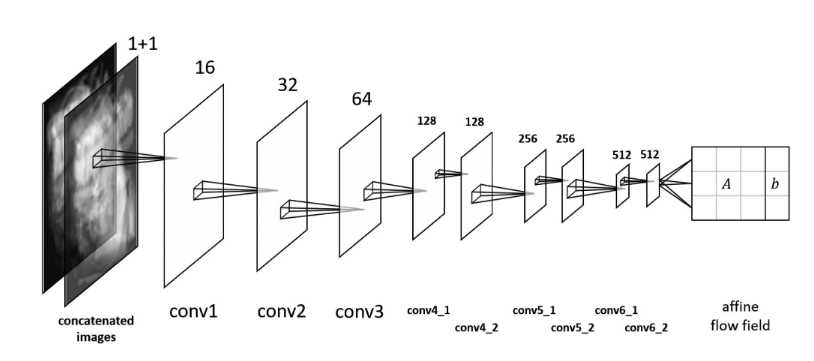 1+1
16
32
64
128
128
256
256
512
512
A
b
concatenated
images
conv1
conv2
conv3
conv4_1
conv4_2
conv5_1
conv5_2
conv6_1
conv6_2
affine
flow field